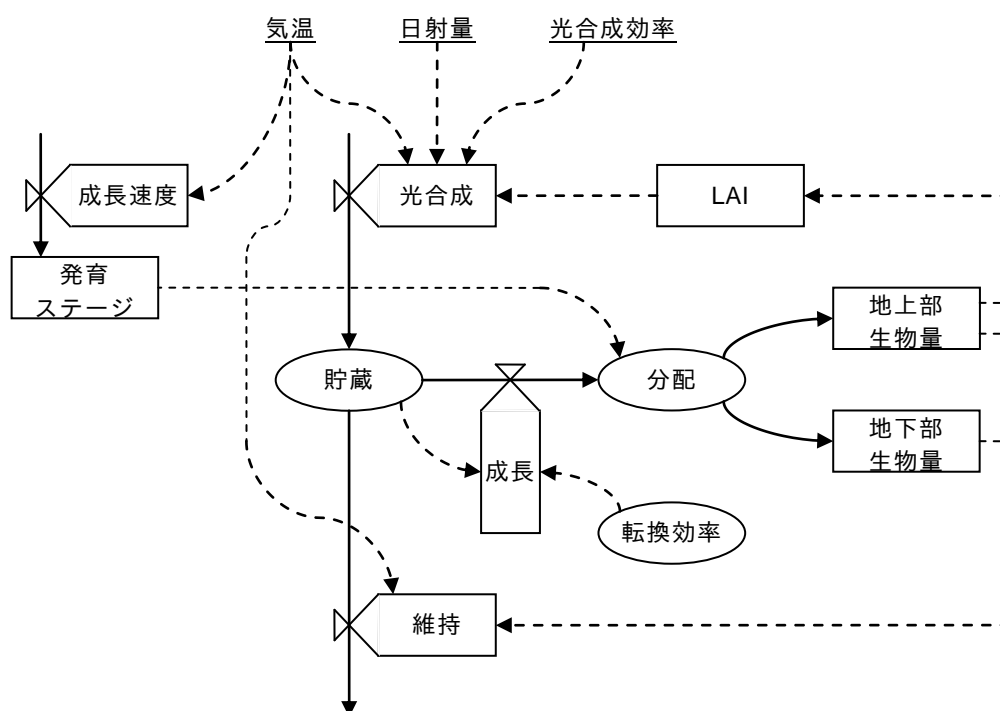 気温
日射量
光合成効率
成長速度
光合成
LAI
発育
ステージ
地上部
生物量
貯蔵
分配
地下部
生物量
成長
転換効率
維持